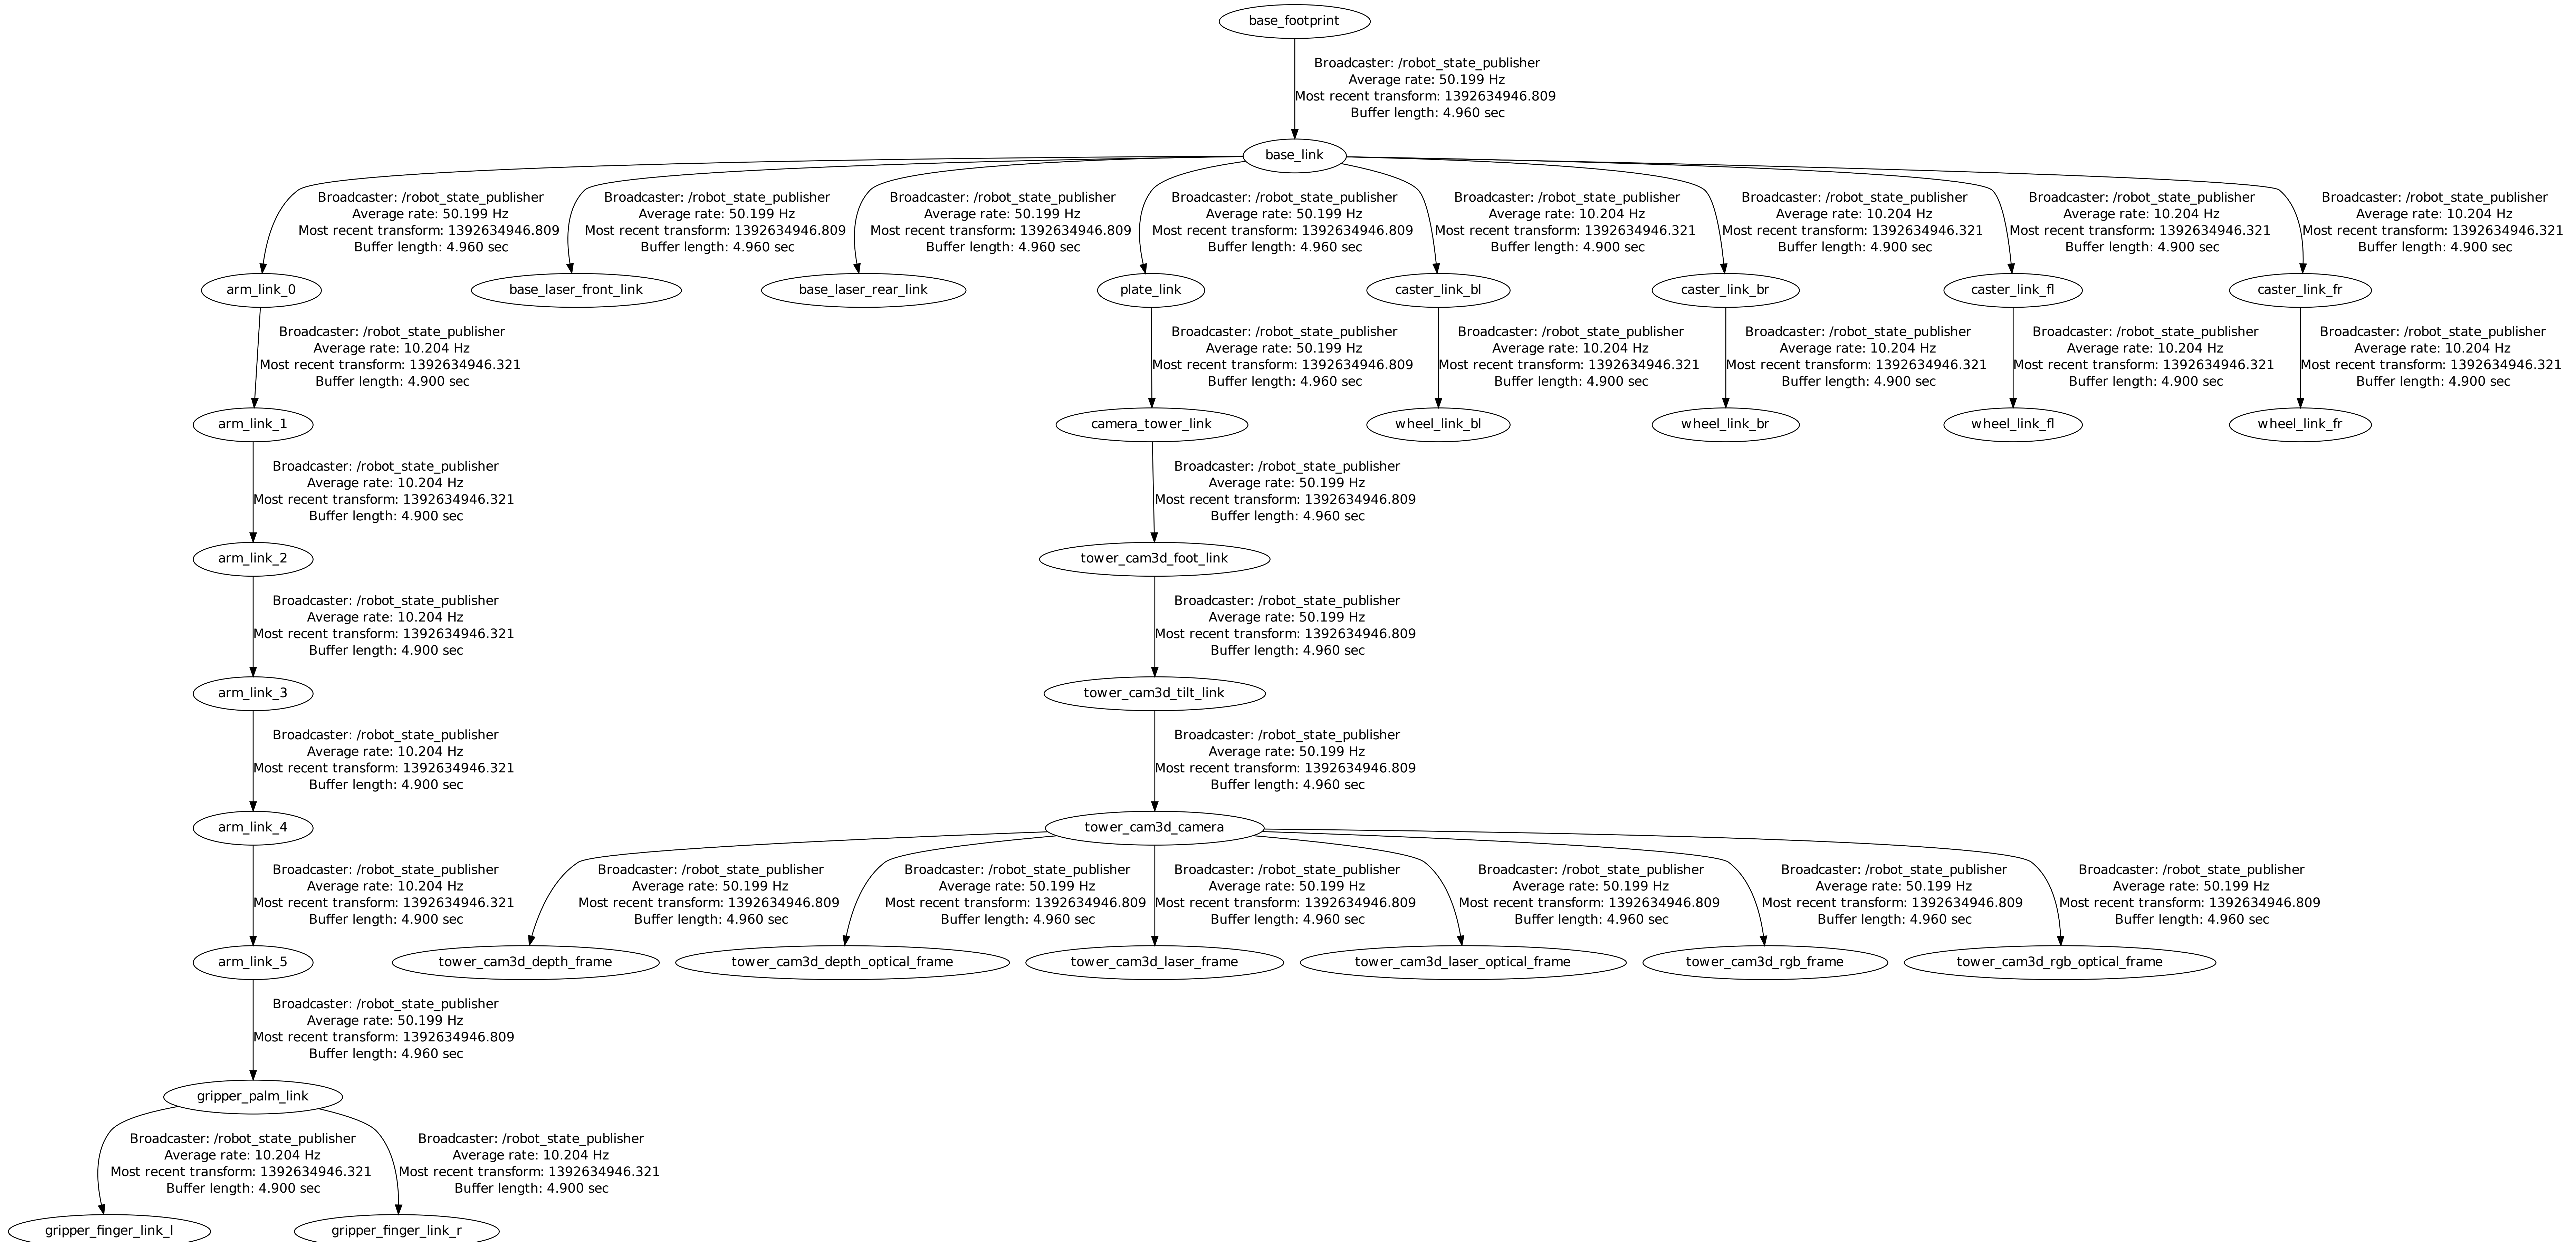 base_footprint
Broadcaster: /robot_state_publisher
Average rate: 50.199 Hz
Most recent transform: 1392634946.809
Buffer length: 4.960 sec
base_link
Broadcaster: /robot_state_publisher
Average rate: 50.199 Hz
Most recent transform: 1392634946.809
Buffer length: 4.960 sec
Broadcaster: /robot_state_publisher
Average rate: 50.199 Hz
Most recent transform: 1392634946.809
Buffer length: 4.960 sec
Broadcaster: /robot_state_publisher
Average rate: 50.199 Hz
Most recent transform: 1392634946.809
Buffer length: 4.960 sec
Broadcaster: /robot_state_publisher
Average rate: 50.199 Hz
Most recent transform: 1392634946.809
Buffer length: 4.960 sec
Broadcaster: /robot_state_publisher
Average rate: 10.204 Hz
Most recent transform: 1392634946.321
Buffer length: 4.900 sec
Broadcaster: /robot_state_publisher
Average rate: 10.204 Hz
Most recent transform: 1392634946.321
Buffer length: 4.900 sec
Broadcaster: /robot_state_publisher
Average rate: 10.204 Hz
Most recent transform: 1392634946.321
Buffer length: 4.900 sec
Broadcaster: /robot_state_publisher
Average rate: 10.204 Hz
Most recent transform: 1392634946.321
Buffer length: 4.900 sec
arm_link_0
base_laser_front_link
base_laser_rear_link
plate_link
caster_link_bl
caster_link_br
caster_link_fl
caster_link_fr
Broadcaster: /robot_state_publisher
Average rate: 10.204 Hz
Most recent transform: 1392634946.321
Buffer length: 4.900 sec
Broadcaster: /robot_state_publisher
Average rate: 50.199 Hz
Most recent transform: 1392634946.809
Buffer length: 4.960 sec
Broadcaster: /robot_state_publisher
Average rate: 10.204 Hz
Most recent transform: 1392634946.321
Buffer length: 4.900 sec
Broadcaster: /robot_state_publisher
Average rate: 10.204 Hz
Most recent transform: 1392634946.321
Buffer length: 4.900 sec
Broadcaster: /robot_state_publisher
Average rate: 10.204 Hz
Most recent transform: 1392634946.321
Buffer length: 4.900 sec
Broadcaster: /robot_state_publisher
Average rate: 10.204 Hz
Most recent transform: 1392634946.321
Buffer length: 4.900 sec
arm_link_1
camera_tower_link
wheel_link_bl
wheel_link_br
wheel_link_fl
wheel_link_fr
Broadcaster: /robot_state_publisher
Average rate: 10.204 Hz
Most recent transform: 1392634946.321
Buffer length: 4.900 sec
Broadcaster: /robot_state_publisher
Average rate: 50.199 Hz
Most recent transform: 1392634946.809
Buffer length: 4.960 sec
arm_link_2
tower_cam3d_foot_link
Broadcaster: /robot_state_publisher
Average rate: 10.204 Hz
Most recent transform: 1392634946.321
Buffer length: 4.900 sec
Broadcaster: /robot_state_publisher
Average rate: 50.199 Hz
Most recent transform: 1392634946.809
Buffer length: 4.960 sec
arm_link_3
tower_cam3d_tilt_link
Broadcaster: /robot_state_publisher
Average rate: 10.204 Hz
Most recent transform: 1392634946.321
Buffer length: 4.900 sec
Broadcaster: /robot_state_publisher
Average rate: 50.199 Hz
Most recent transform: 1392634946.809
Buffer length: 4.960 sec
arm_link_4
tower_cam3d_camera
Broadcaster: /robot_state_publisher
Average rate: 10.204 Hz
Most recent transform: 1392634946.321
Buffer length: 4.900 sec
Broadcaster: /robot_state_publisher
Average rate: 50.199 Hz
Most recent transform: 1392634946.809
Buffer length: 4.960 sec
Broadcaster: /robot_state_publisher
Average rate: 50.199 Hz
Most recent transform: 1392634946.809
Buffer length: 4.960 sec
Broadcaster: /robot_state_publisher
Average rate: 50.199 Hz
Most recent transform: 1392634946.809
Buffer length: 4.960 sec
Broadcaster: /robot_state_publisher
Average rate: 50.199 Hz
Most recent transform: 1392634946.809
Buffer length: 4.960 sec
Broadcaster: /robot_state_publisher
Average rate: 50.199 Hz
Most recent transform: 1392634946.809
Buffer length: 4.960 sec
Broadcaster: /robot_state_publisher
Average rate: 50.199 Hz
Most recent transform: 1392634946.809
Buffer length: 4.960 sec
arm_link_5
tower_cam3d_depth_frame
tower_cam3d_depth_optical_frame
tower_cam3d_laser_frame
tower_cam3d_laser_optical_frame
tower_cam3d_rgb_frame
tower_cam3d_rgb_optical_frame
Broadcaster: /robot_state_publisher
Average rate: 50.199 Hz
Most recent transform: 1392634946.809
Buffer length: 4.960 sec
gripper_palm_link
Broadcaster: /robot_state_publisher
Average rate: 10.204 Hz
Most recent transform: 1392634946.321
Buffer length: 4.900 sec
Broadcaster: /robot_state_publisher
Average rate: 10.204 Hz
Most recent transform: 1392634946.321
Buffer length: 4.900 sec
gripper_finger_link_l
gripper_finger_link_r